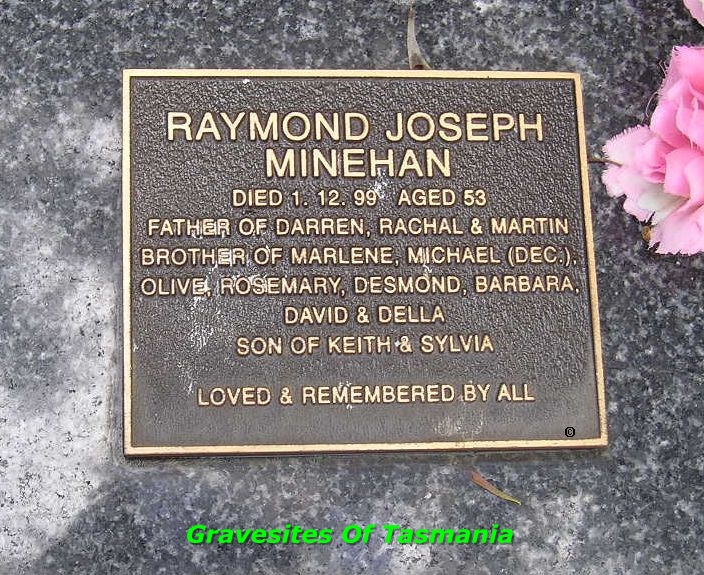 RAYMOND JOSEPH
MINEHAN
DIED 1. 12. 99 AGED 53
FATHER OF DARREN, RACHAL & MARTIN
BROTHER OF MARLENE, MICHAEL (DEC.),
OLIVE, ROSEMARY, DESMOND, BARBARA,
DAVID & DELLA
SON OF KEITH & SYLVIA
LOVED & REMEMBERED BY ALL
©
Gravesites Of Tasmania